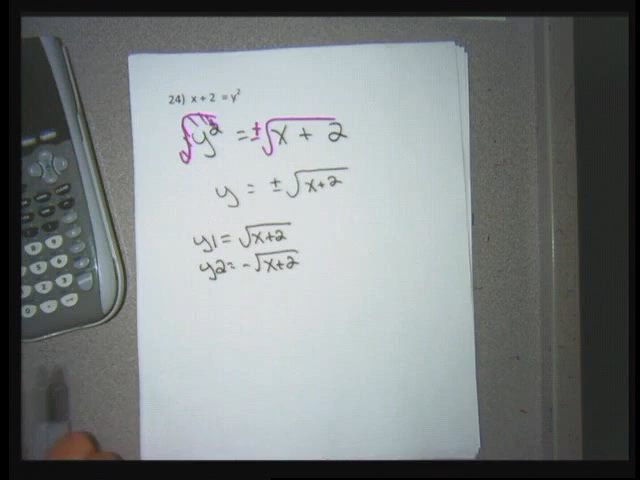 24) x + 2 = y²
√y² = ±√x + 2
y = ± √x+2
y1 = √x+2
y2 = -√x+2